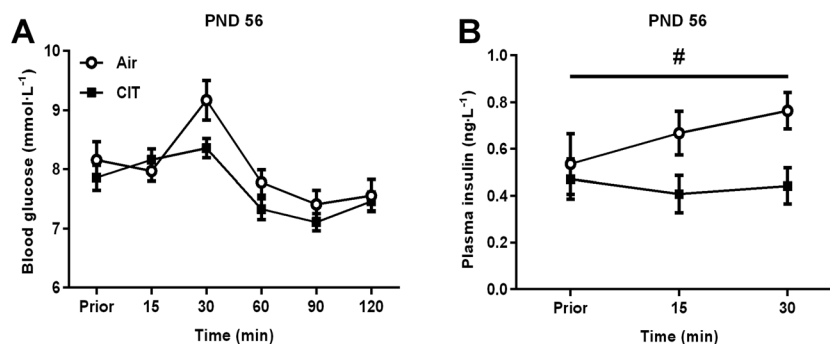 A
PND 56
Blood glucose (mmol·L⁻¹)
10
9
8
7
6
Air
CIT
Prior 15 30 60 90 120
Time (min)
B
PND 56
Plasma insulin (ng·L⁻¹)
1.0
0.8
0.6
0.4
0.2
0.0
#
Prior 15 30
Time (min)